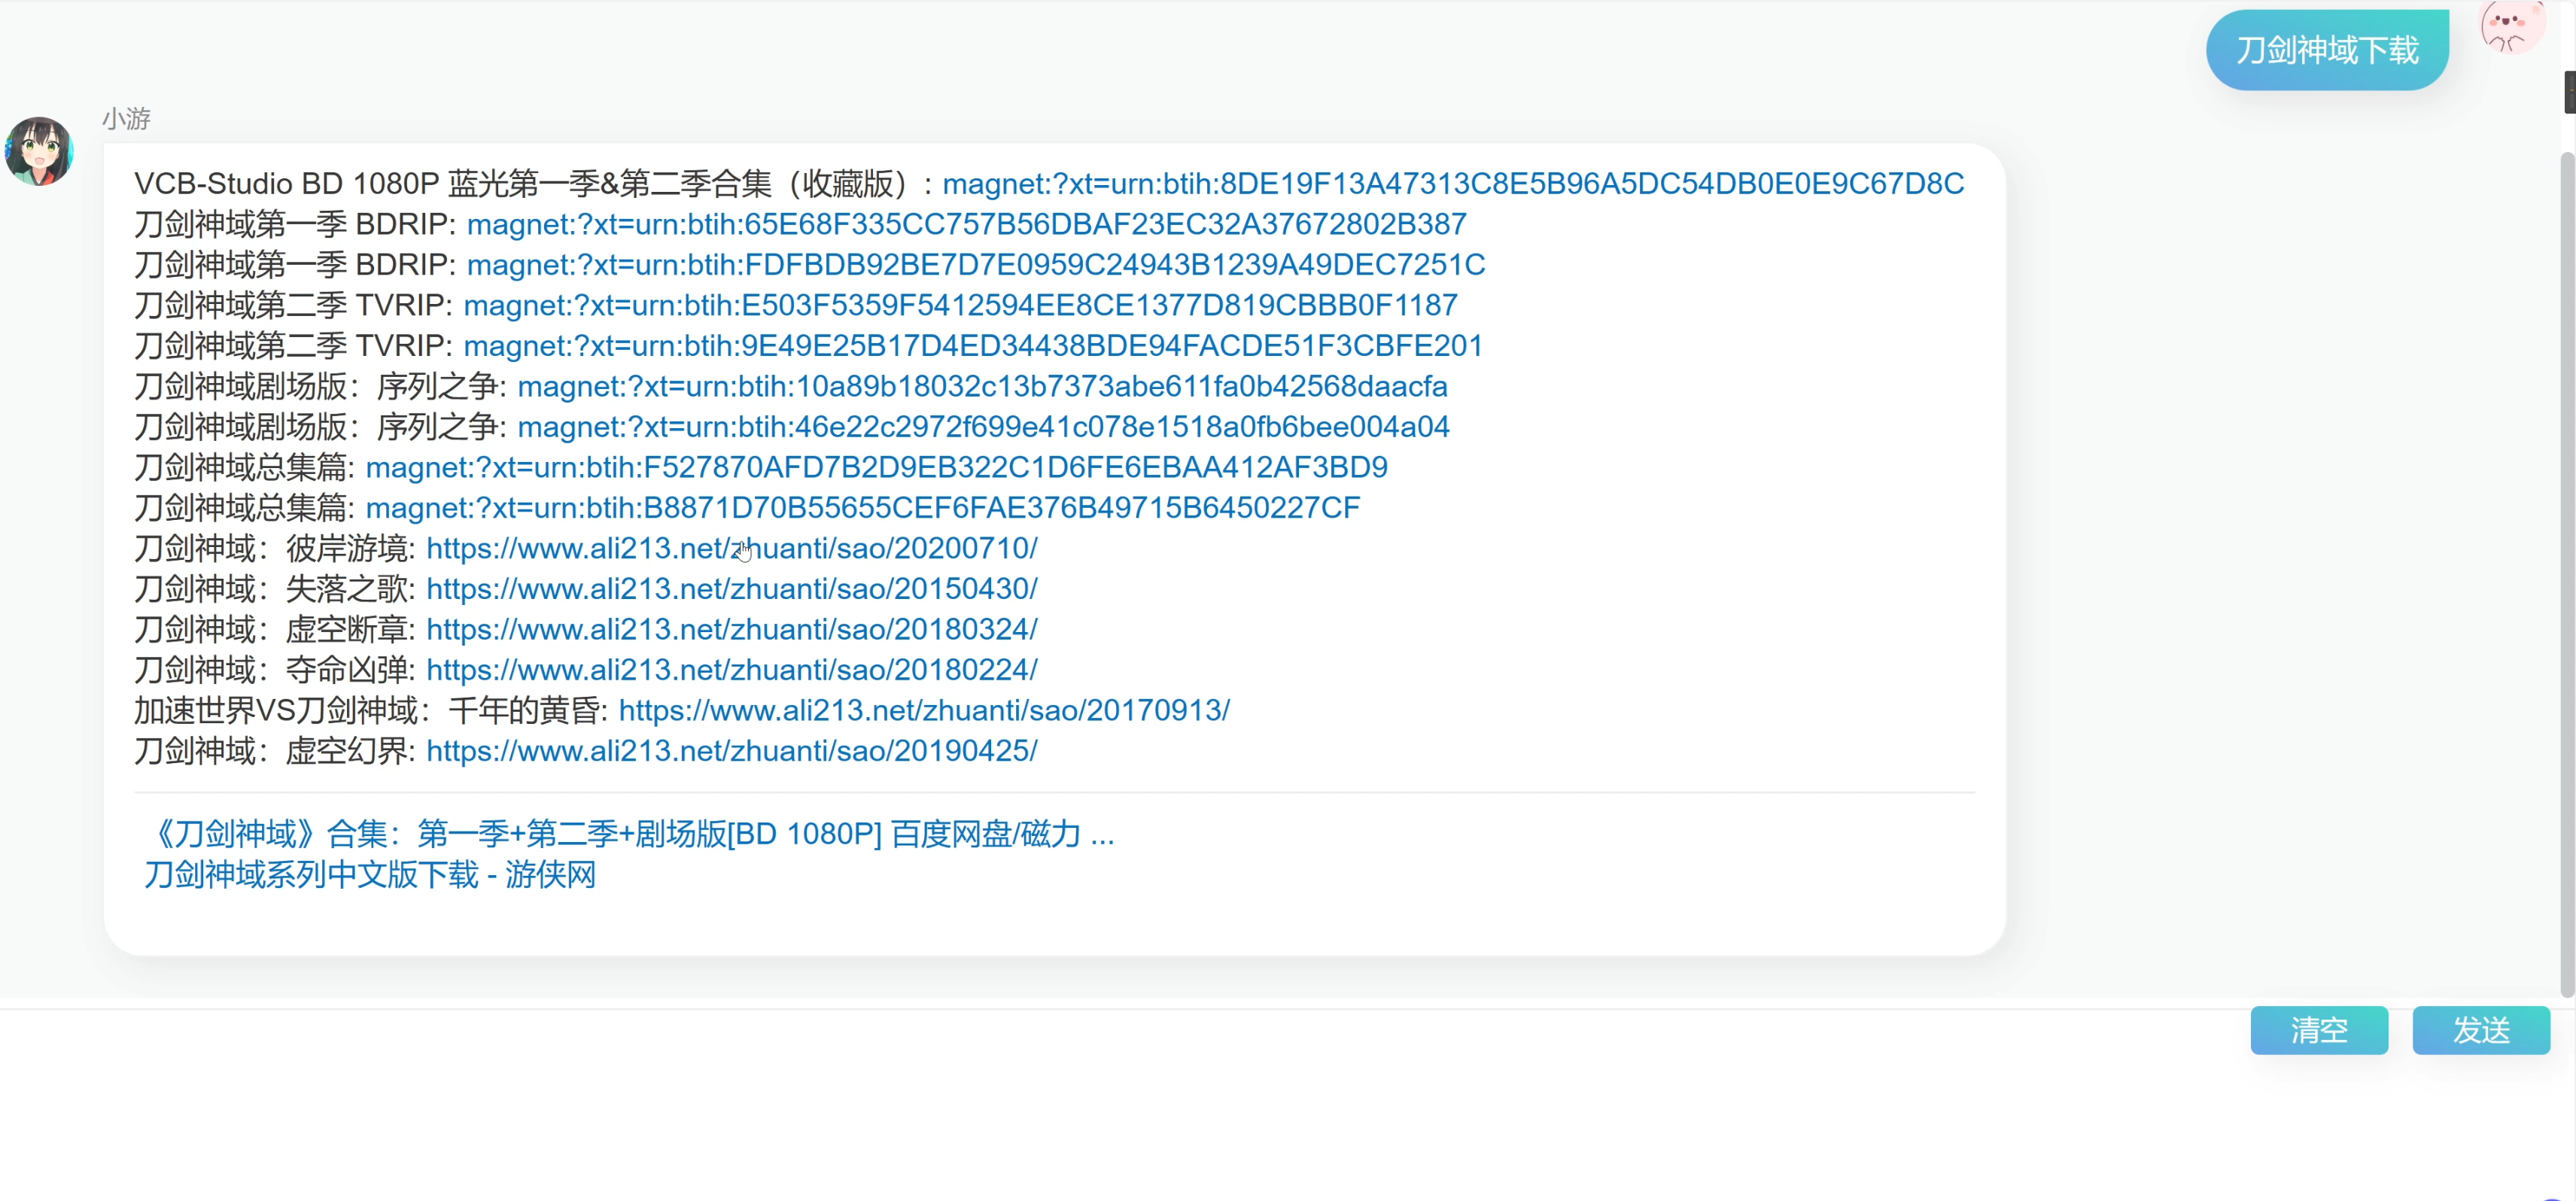 刀剑神域下载
小游
VCB-Studio BD 1080P 蓝光第一季&第二季合集（收藏版）: magnet:?xt=urn:btih:8DE19F13A47313C8E5B96A5DC54DB0E0E9C67D8C
刀剑神域第一季 BDRIP: magnet:?xt=urn:btih:65E68F335CC757B56DBAF23EC32A37672802B387
刀剑神域第一季 BDRIP: magnet:?xt=urn:btih:FDFBDB92BE7D7E0959C24943B1239A49DEC7251C
刀剑神域第二季 TVRIP: magnet:?xt=urn:btih:E503F5359F5412594EE8CE1377D819CBBB0F1187
刀剑神域第二季 TVRIP: magnet:?xt=urn:btih:9E49E25B17D4ED34438BDE94FACDE51F3CBFE201
刀剑神域剧场版：序列之争: magnet:?xt=urn:btih:10a89b18032c13b7373abe611fa0b42568daacfa
刀剑神域剧场版：序列之争: magnet:?xt=urn:btih:46e22c2972f699e41c078e1518a0fb6bee004a04
刀剑神域总集篇: magnet:?xt=urn:btih:F527870AFD7B2D9EB322C1D6FE6EBAA412AF3BD9
刀剑神域总集篇: magnet:?xt=urn:btih:B8871D70B55655CEF6FAE376B49715B6450227CF
刀剑神域：彼岸游境: https://www.ali213.net/zhuanti/sao/20200710/
刀剑神域：失落之歌: https://www.ali213.net/zhuanti/sao/20150430/
刀剑神域：虚空断章: https://www.ali213.net/zhuanti/sao/20180324/
刀剑神域：夺命凶弹: https://www.ali213.net/zhuanti/sao/20180224/
加速世界VS刀剑神域：千年的黄昏: https://www.ali213.net/zhuanti/sao/20170913/
刀剑神域：虚空幻界: https://www.ali213.net/zhuanti/sao/20190425/
《刀剑神域》合集：第一季+第二季+剧场版[BD 1080P] 百度网盘/磁力 ...
刀剑神域系列中文版下载 - 游侠网
清空
发送